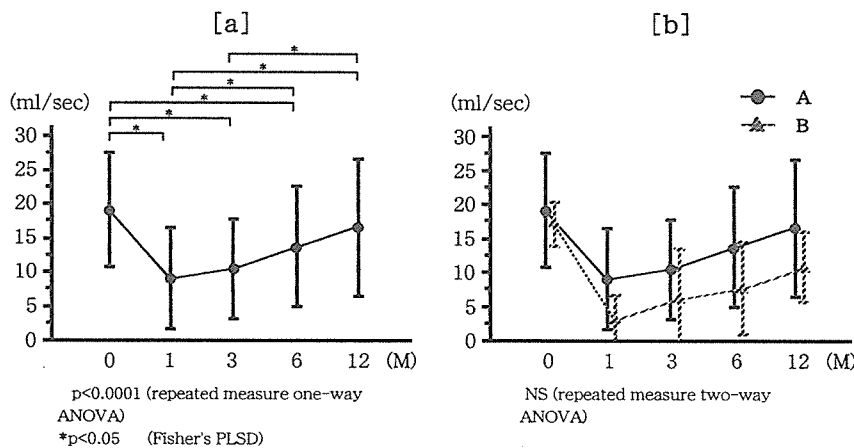 [a]
[b]
*
*
*
*
*
*
(ml/sec)
30
25
20
15
10
5
0
0 1 3 6 12 (M)
p<0.0001 (repeated measure one-way
ANOVA)
*p<0.05 (Fisher's PLSD)
(ml/sec)
A
B
30
25
20
15
10
5
0
0 1 3 6 12 (M)
NS (repeated measure two-way
ANOVA)